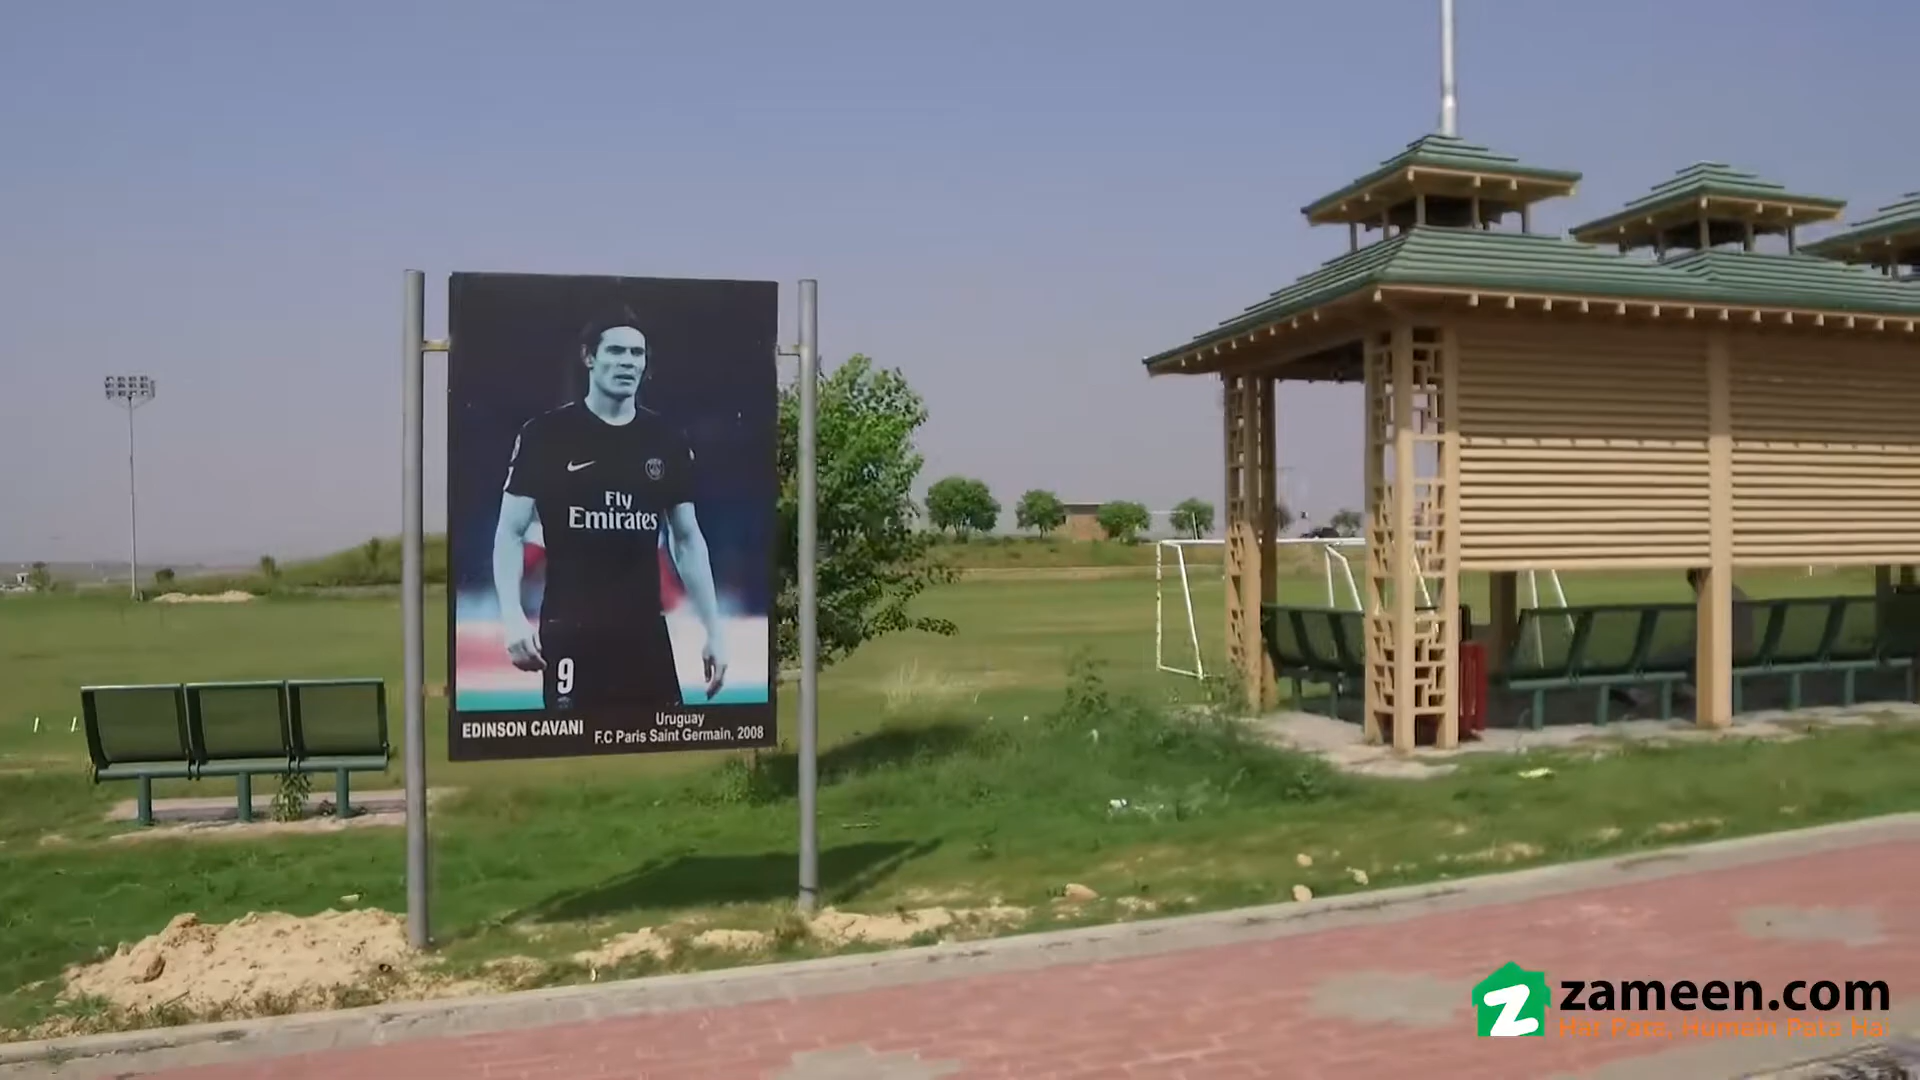 Fly
Emirates
9
EDINSON CAVANI
Uruguay
F.C Paris Saint Germain, 2008
zameen.com
Har Pata, Humein Pata Hai